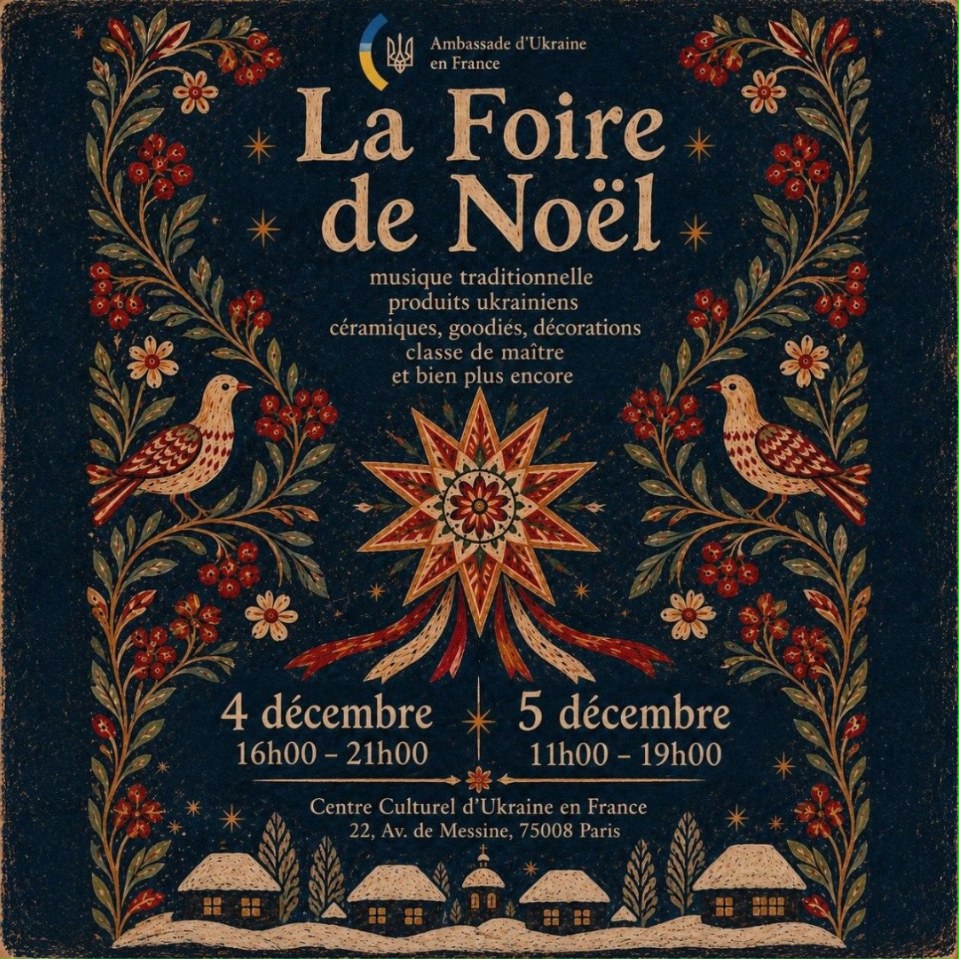 Ambassade d'Ukraine
en France
La Foire
de Noël
musique traditionnelle
produits ukrainiens
céramiques, goodies, décorations
classe de maître
et bien plus encore
4 décembre
16h00 – 21h00
5 décembre
11h00 – 19h00
Centre Culturel d'Ukraine en France
22, Av. de Messine, 75008 Paris